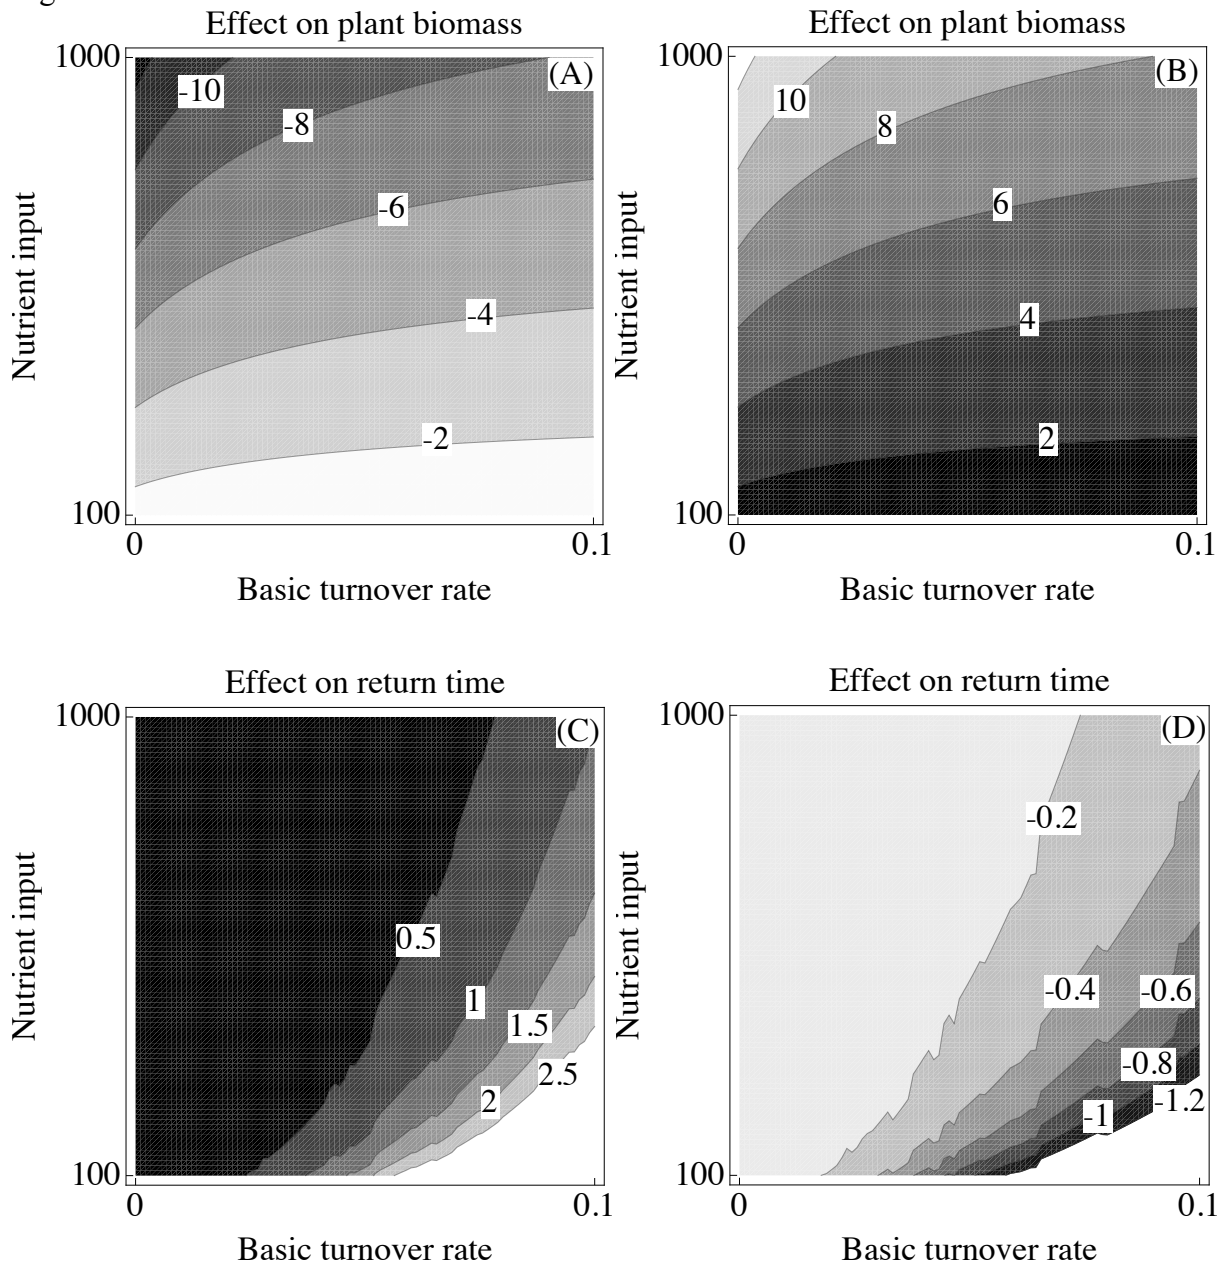 Effect on plant biomass
1000
(A)
-10
-8
-6
-4
-2
Nutrient input
100
0
0.1
Basic turnover rate
Effect on plant biomass
(B)
10
8
6
4
2
Nutrient input
100
0
0.1
Basic turnover rate
Effect on return time
1000
(C)
0.5
1
1.5
2.5
2
Nutrient input
100
0
0.1
Basic turnover rate
Effect on return time
1000
(D)
-0.2
-0.4
-0.6
-0.8
-1.2
-1
Nutrient input
100
0
0.1
Basic turnover rate
1000